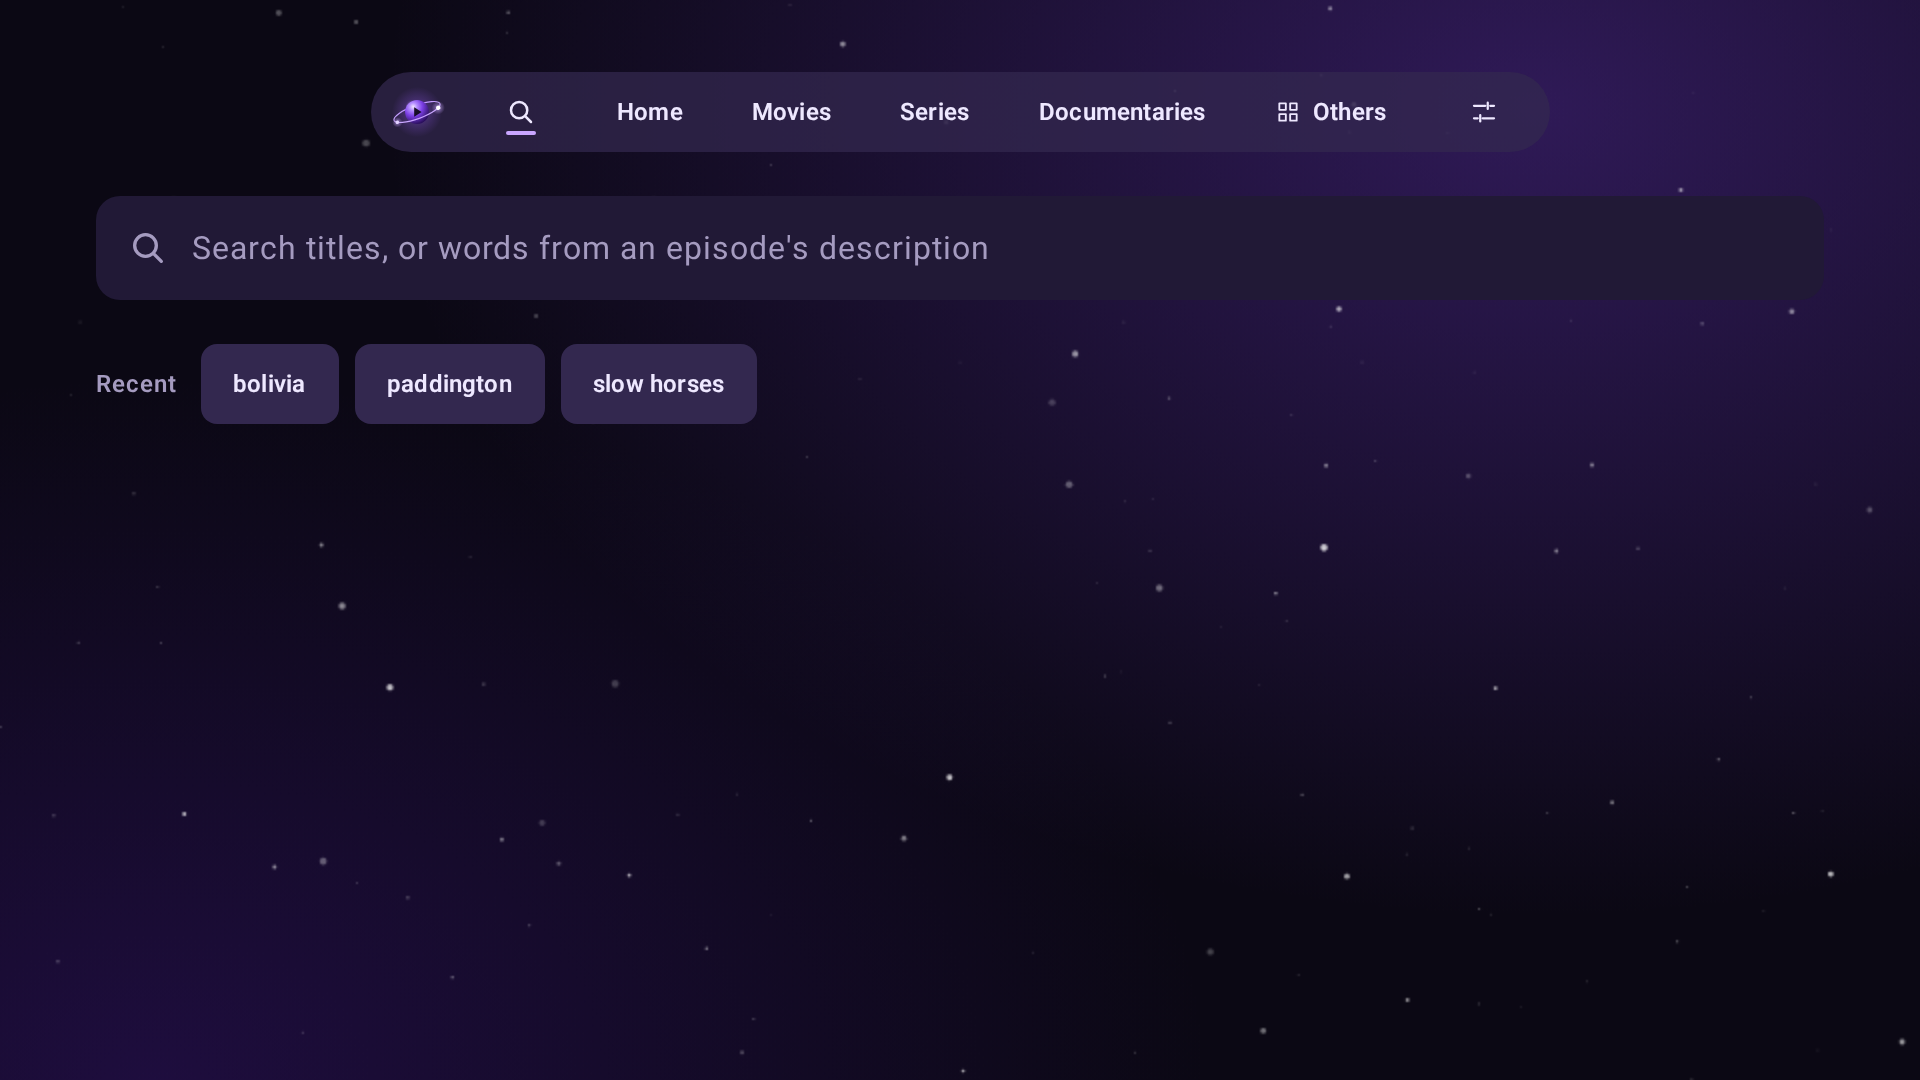 Home Movies Series Documentaries Others
Search titles, or words from an episode's description
Recent bolivia paddington slow horses